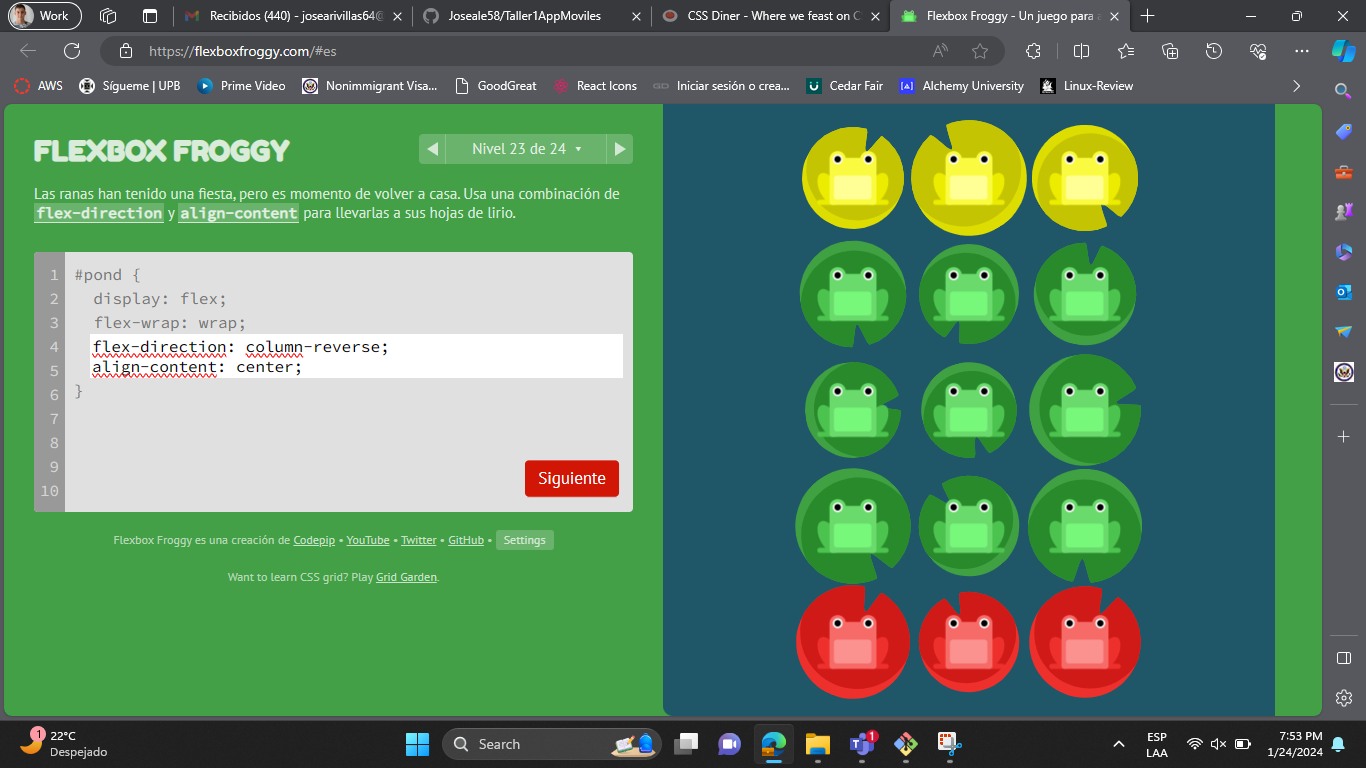 Work
Recibidos (440) - josearivillas64@
Joseale58/Taller1AppMoviles
CSS Diner - Where we feast on C
Flexbox Froggy - Un juego para a
https://flexboxfroggy.com/#es
AWS
Sígueme | UPB
Prime Video
Nonimmigrant Visa...
GoodGreat
React Icons
Iniciar sesión o crea...
Cedar Fair
Alchemy University
Linux-Review
FLEXBOX FROGGY
Nivel 23 de 24
Las ranas han tenido una fiesta, pero es momento de volver a casa. Usa una combinación de
flex-direction y align-content para llevarlas a sus hojas de lirio.
1 #pond {
2 display: flex;
3 flex-wrap: wrap;
4 flex-direction: column-reverse;
5 align-content: center;
6 }
7
8
9
10
Siguiente
Flexbox Froggy es una creación de Codepip • YouTube • Twitter • GitHub • Settings
Want to learn CSS grid? Play Grid Garden.
1
22°C
Despejado
Search
1
ESP
LAA
7:53 PM
1/24/2024